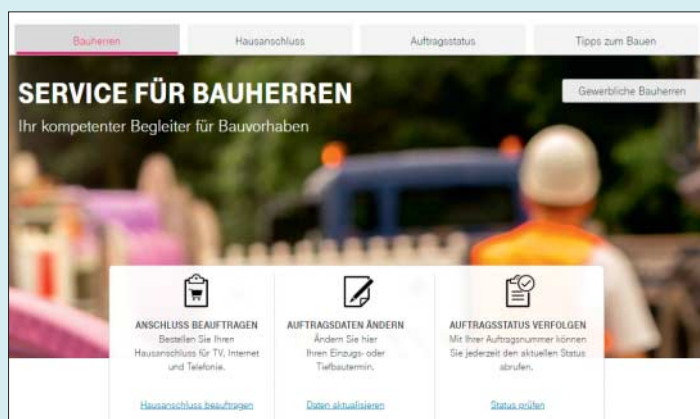 Bauherren
Hausanschluss
Auftragsstatus
Tipps zum Bauen
SERVICE FÜR BAUHERREN
Gewerbliche Bauherren
Ihr kompetenter Begleiter für Bauvorhaben
ANSCHLUSS BEAUFTRAGEN
Bestellen Sie Ihren
Hausanschluss für TV, Internet
und Telefonie.
Hausanschluss beauftragen
AUFTRAGSDATEN ÄNDERN
Ändern Sie hier
Ihren Einzugs- oder
Tiefbautermin.
Daten aktualisieren
AUFTRAGSSTATUS VERFOLGEN
Mit Ihrer Auftragsnummer können
Sie jederzeit den aktuellen Status
abrufen.
Status prüfen